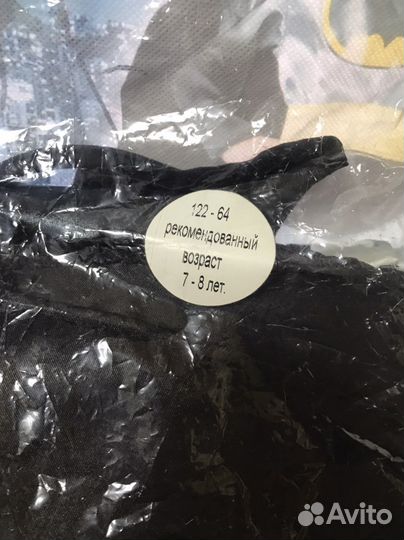 122 - 64
рекомендованный
возраст
7 - 8 лет.
Avito